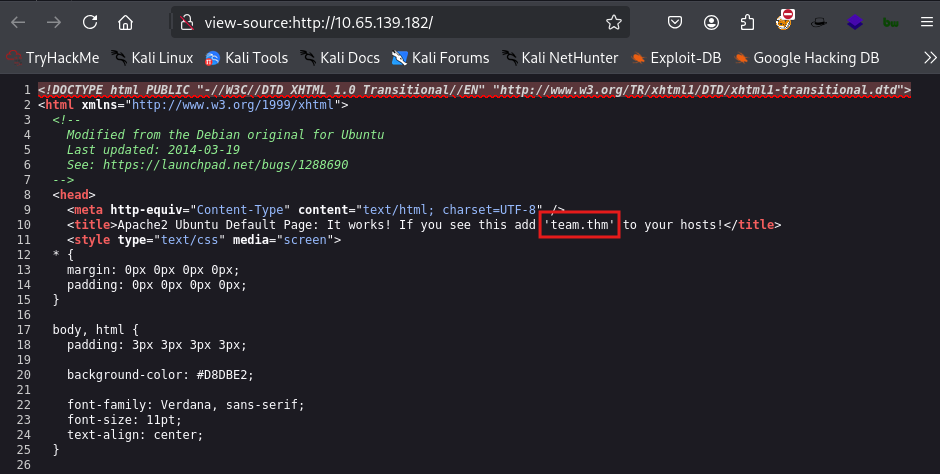 view-source:http://10.65.139.182/
TryHackMe Kali Linux Kali Tools Kali Docs Kali Forums Kali NetHunter Exploit-DB Google Hacking DB
1 <!DOCTYPE html PUBLIC "-//W3C//DTD XHTML 1.0 Transitional//EN" "http://www.w3.org/TR/xhtml1/DTD/xhtml1-transitional.dtd">
2 <html xmlns="http://www.w3.org/1999/xhtml">
3 <!--
4 Modified from the Debian original for Ubuntu
5 Last updated: 2014-03-19
6 See: https://launchpad.net/bugs/1288690
7 -->
8 <head>
9 <meta http-equiv="Content-Type" content="text/html; charset=UTF-8" />
10 <title>Apache2 Ubuntu Default Page: It works! If you see this add 'team.thm' to your hosts!</title>
11 <style type="text/css" media="screen">
12 * {
13 margin: 0px 0px 0px 0px;
14 padding: 0px 0px 0px 0px;
15 }
16
17 body, html {
18 padding: 3px 3px 3px 3px;
19
20 background-color: #D8DBE2;
21
22 font-family: Verdana, sans-serif;
23 font-size: 11pt;
24 text-align: center;
25 }
26